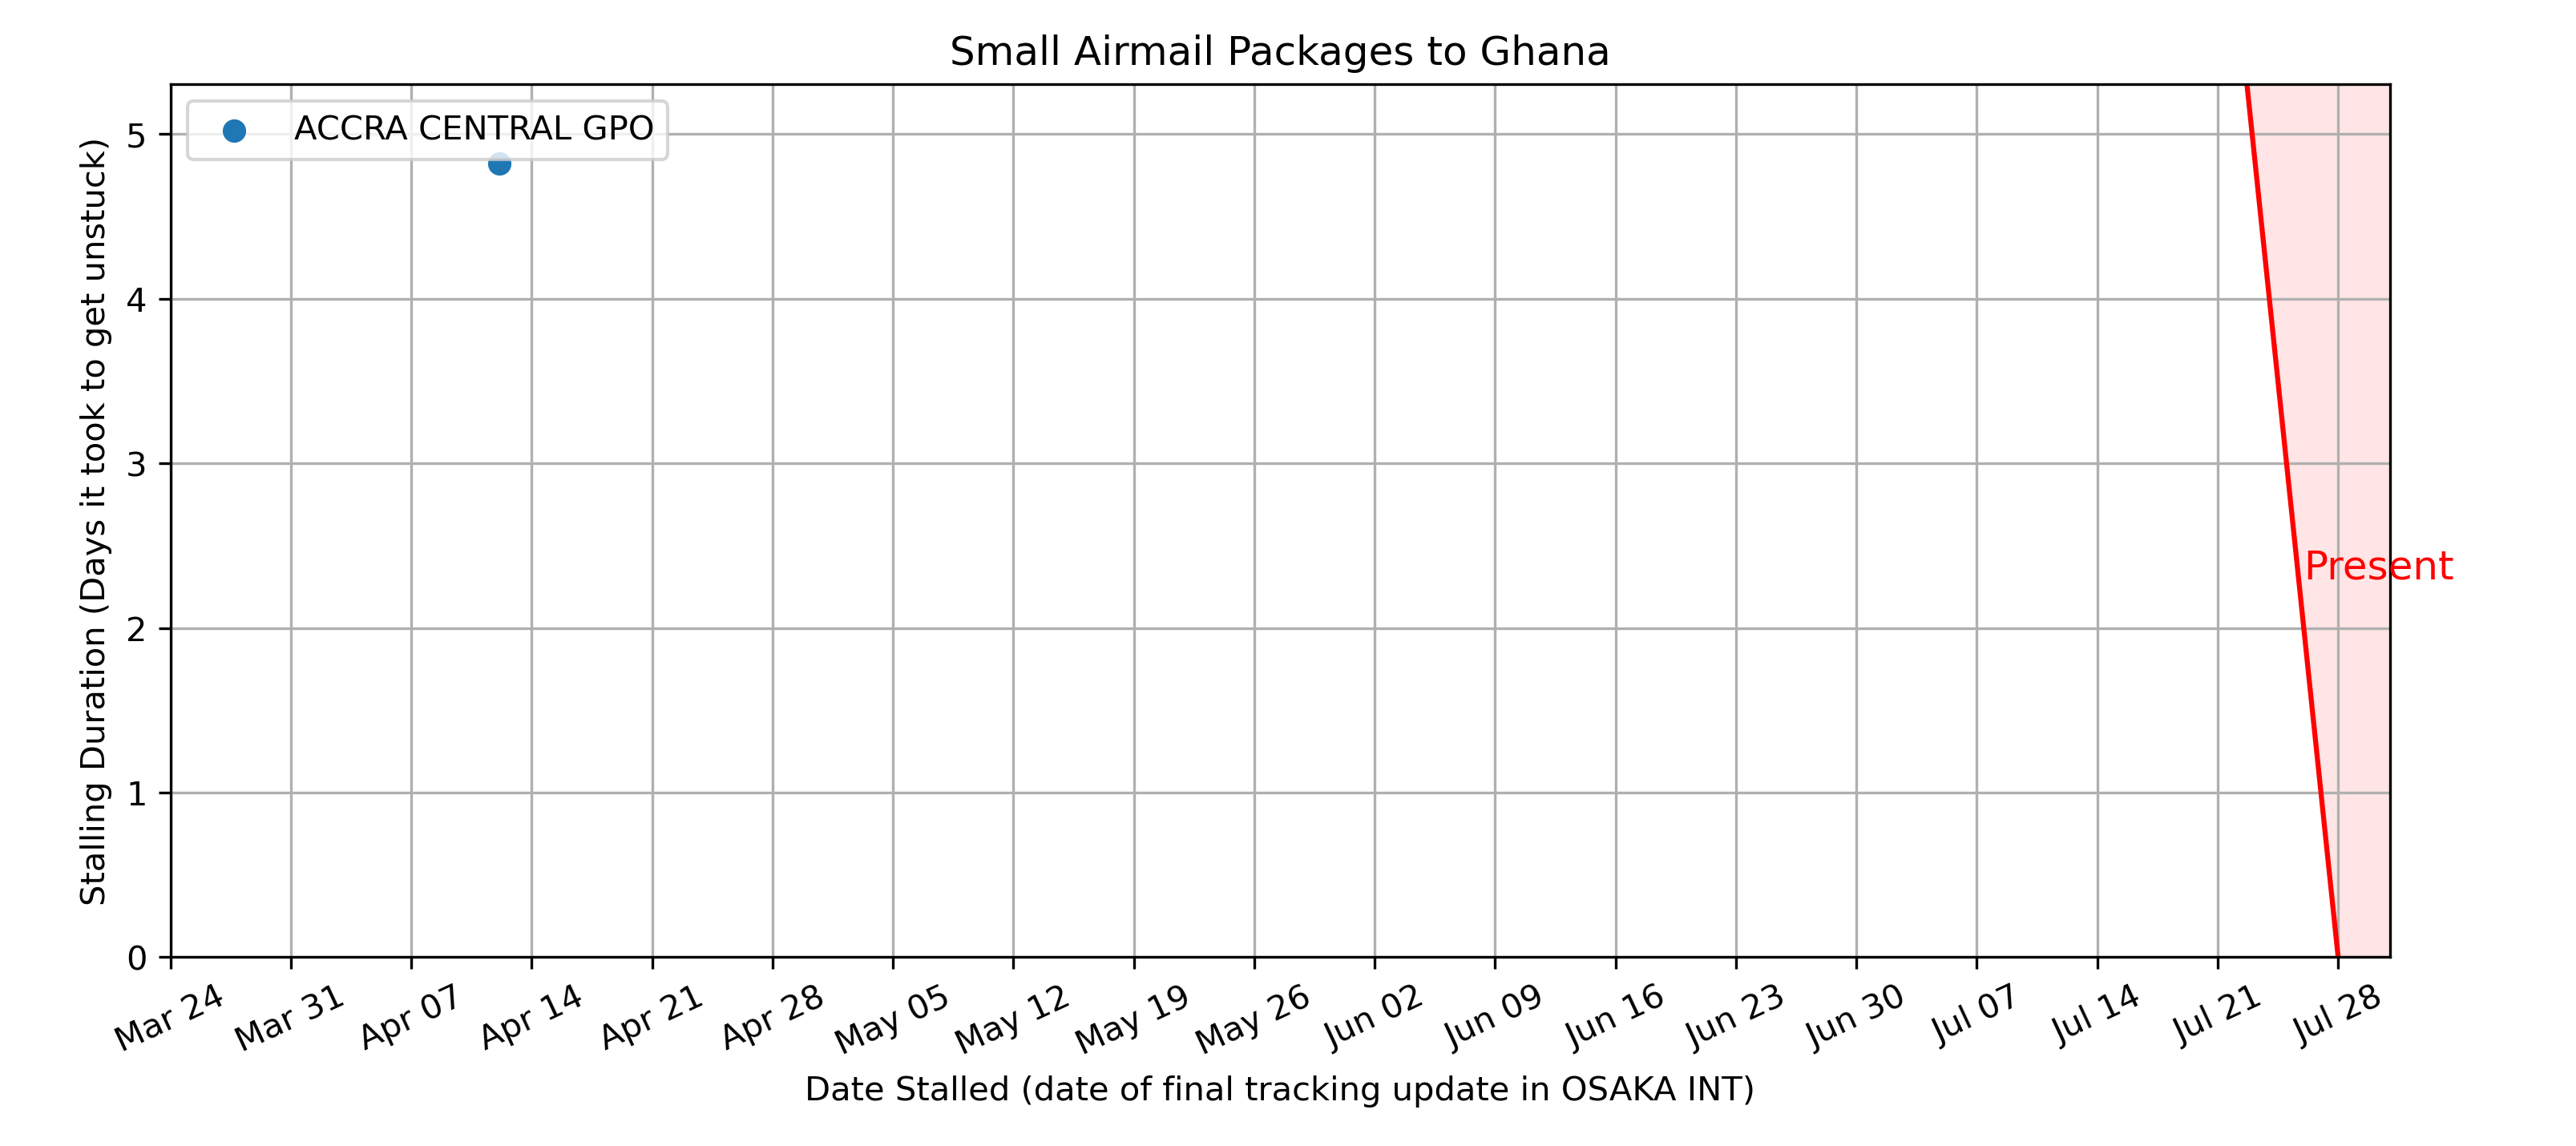 Small Airmail Packages to Ghana
ACCRA CENTRAL GPO
Stalling Duration (Days it took to get unstuck)
5
4
3
2
1
0
Present
Mar 24
Mar 31
Apr 07
Apr 14
Apr 21
Apr 28
May 05
May 12
May 19
May 26
Jun 02
Jun 09
Jun 16
Jun 23
Jun 30
Jul 07
Jul 14
Jul 21
Jul 28
Date Stalled (date of final tracking update in OSAKA INT)